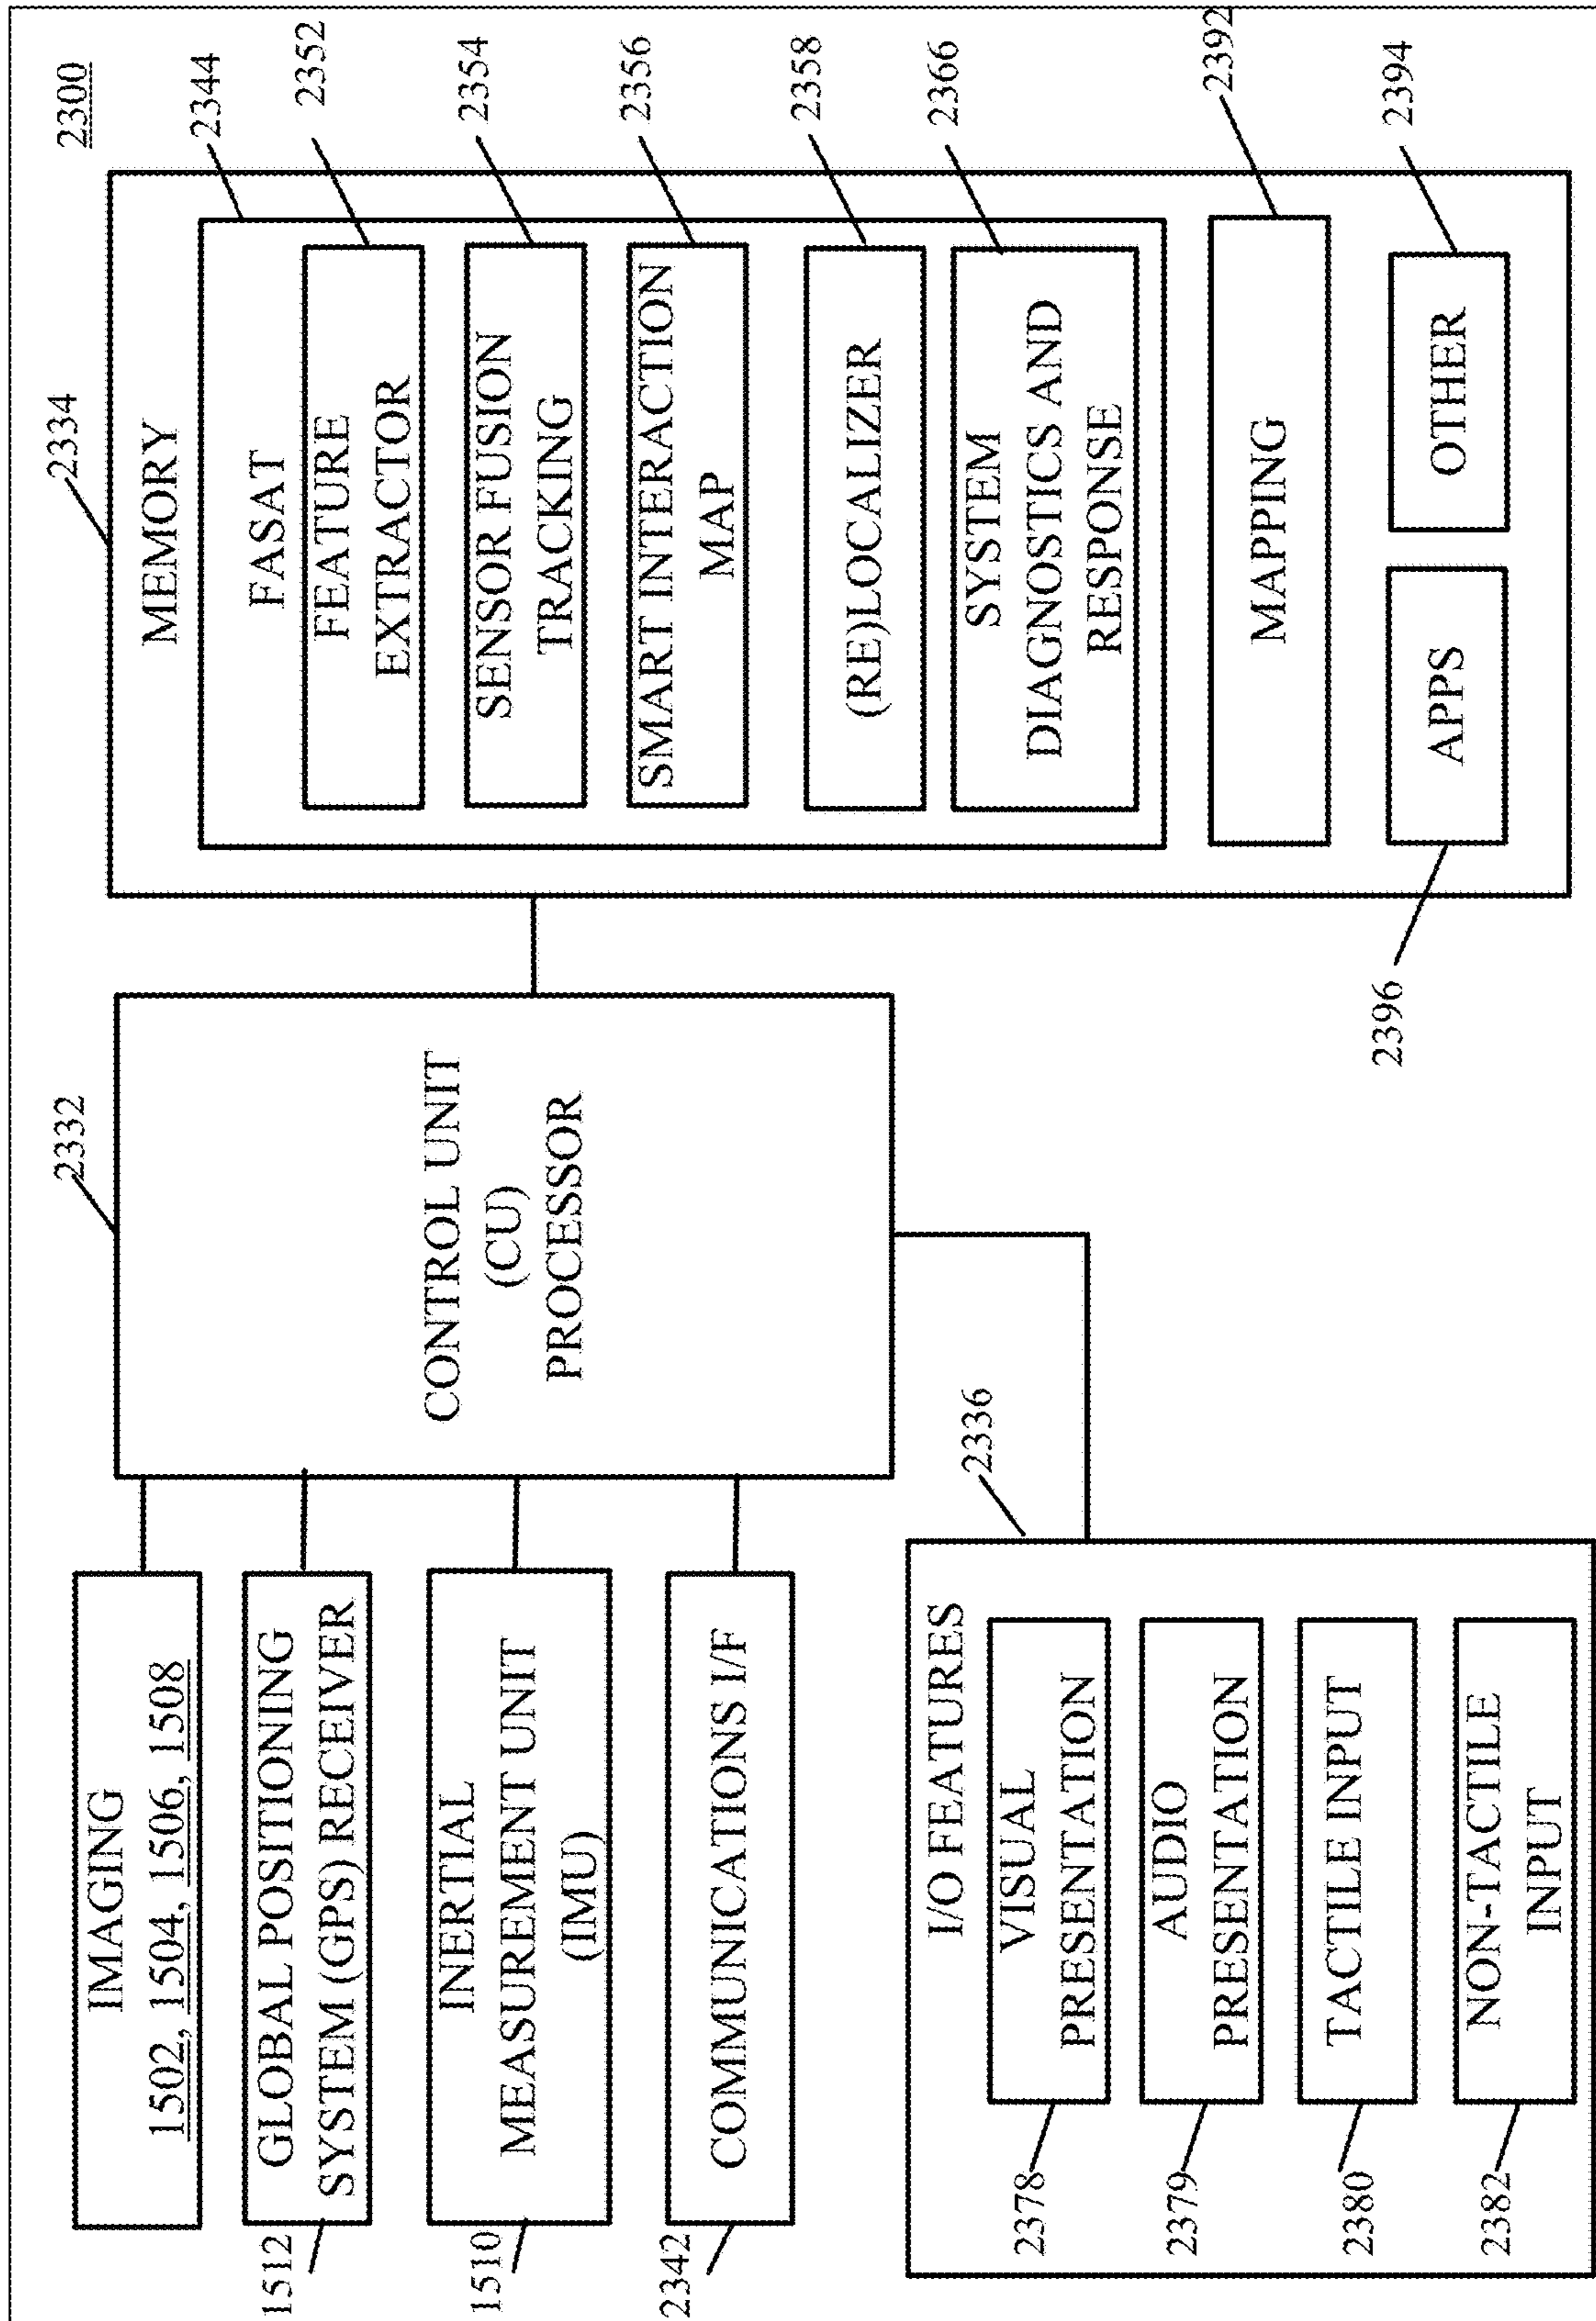 2300
IMAGING
1502, 1504, 1506, 1508
GLOBAL POSITIONING
SYSTEM (GPS) RECEIVER
1512
INERTIAL
MEASUREMENT UNIT
(IMU)
1510
COMMUNICATIONS I/F
2342
2332
CONTROL UNIT
(CU)
PROCESSOR
2334
MEMORY
2344
FASAT
FEATURE
EXTRACTOR
2352
SENSOR FUSION
TRACKING
2354
SMART INTERACTION
MAP
2356
(RE)LOCALIZER
2358
SYSTEM
DIAGNOSTICS AND
RESPONSE
2366
MAPPING
2392
APPS
2396
OTHER
2394
2336
I/O FEATURES
VISUAL
PRESENTATION
2378
AUDIO
PRESENTATION
2379
TACTILE INPUT
2380
NON-TACTILE
INPUT
2382